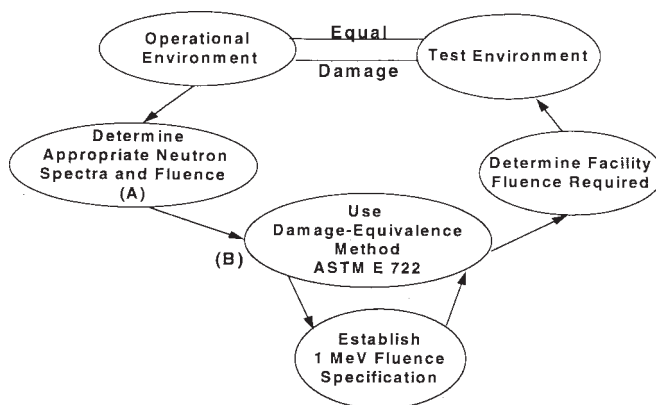 Operational
Environment
Equal
Damage
Test Environment
Determine
Appropriate Neutron
Spectra and Fluence
(A)
Determine Facility
Fluence Required
(B)
Use
Damage-Equivalence
Method
ASTM E 722
Establish
1 MeV Fluence
Specification